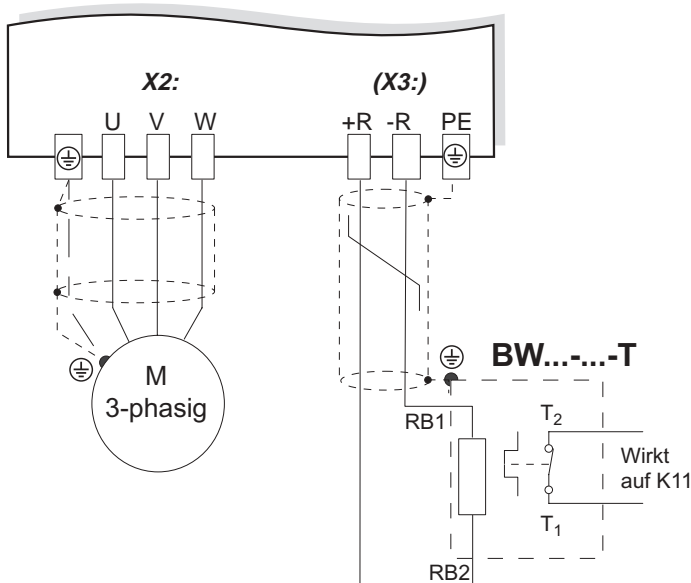 X2: (X3:)
U V W +R -R PE
BW...-...-T
M
3-phasig
RB1
T2
Wirkt
auf K11
T1
RB2